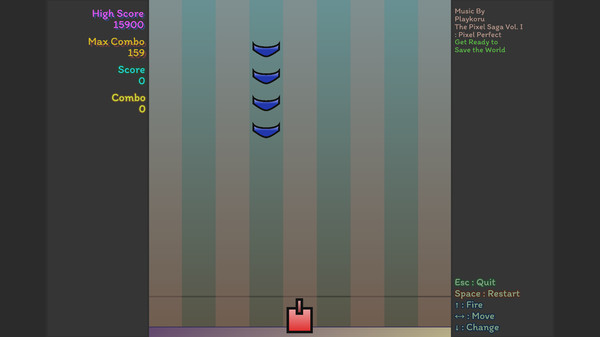 High Score
15900
Max Combo
159
Score
0
Combo
0
Music By
Playkoru
The Pixel Saga Vol. I
: Pixel Perfect
Get Ready to
Save the World
Esc : Quit
Space : Restart
↑ : Fire
↔ : Move
↓ : Change